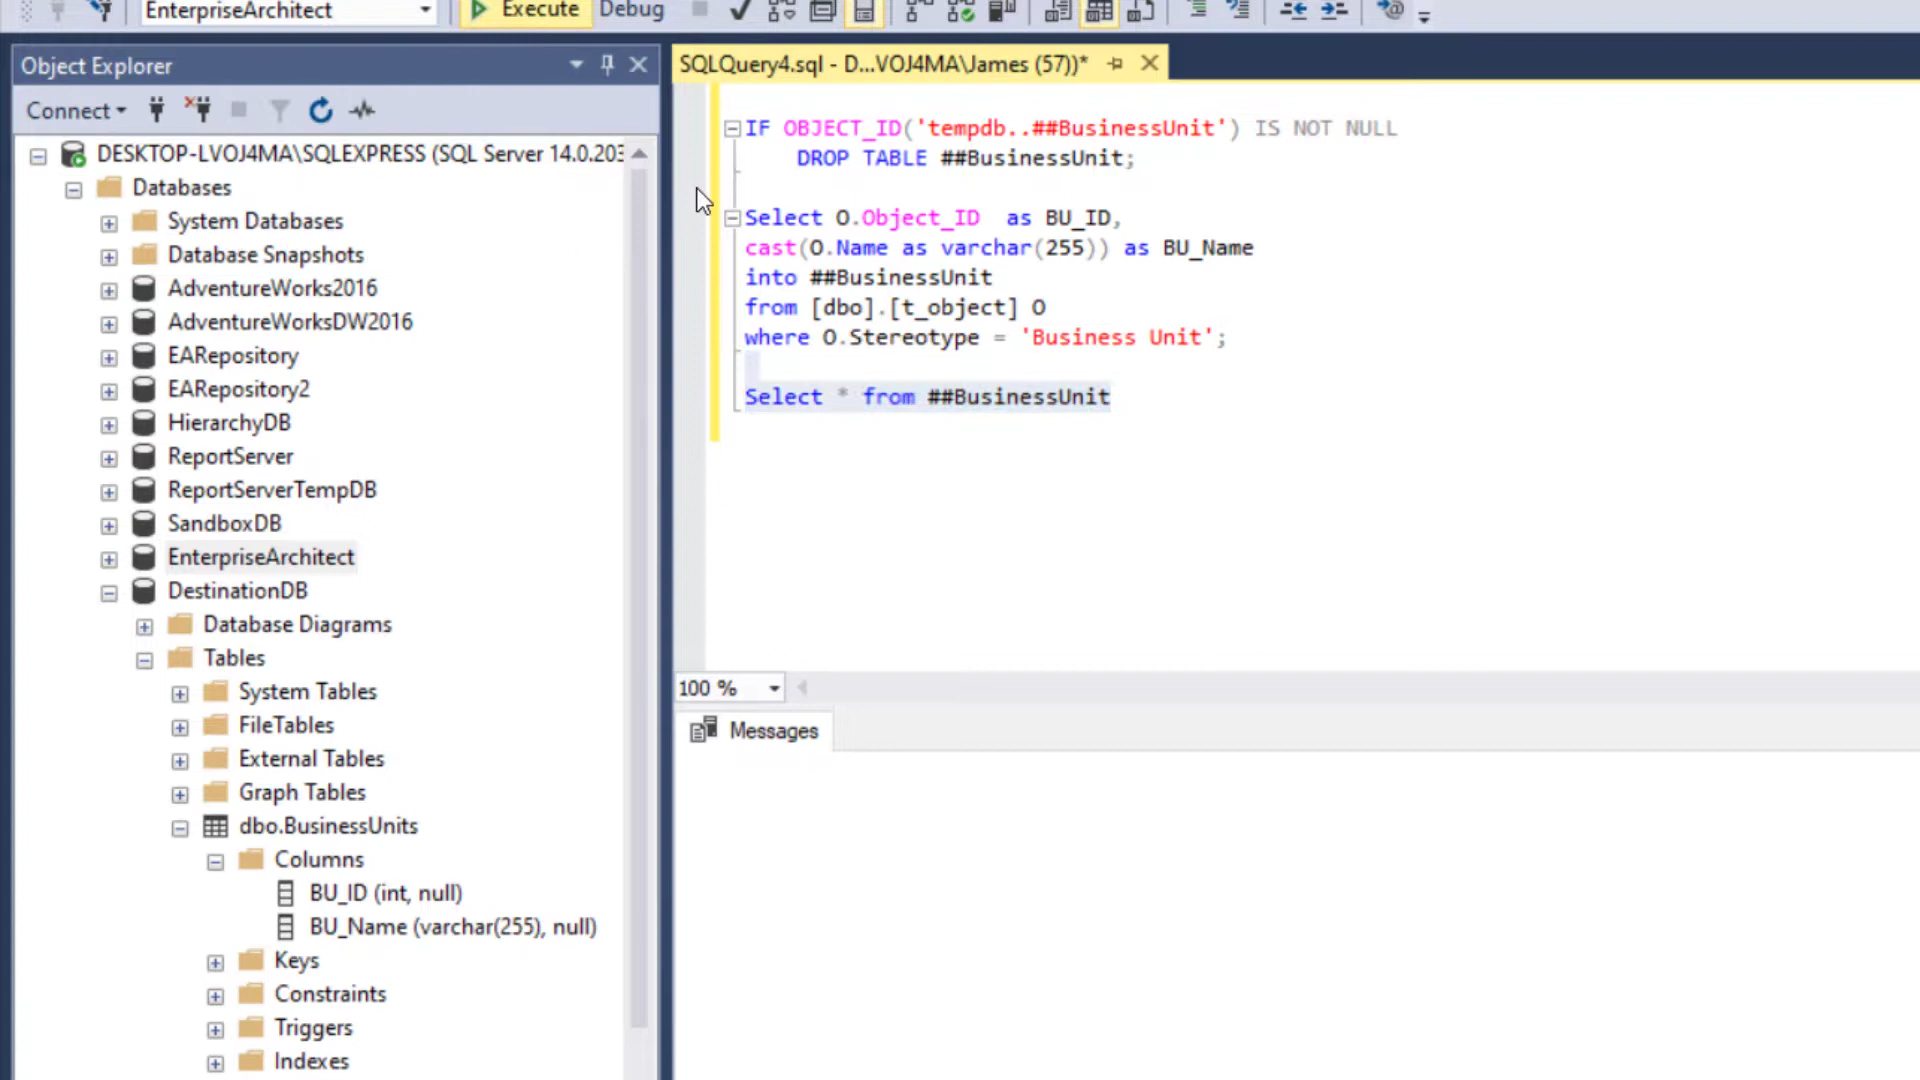 EnterpriseArchitect
Execute
Debug
Object Explorer
Connect
DESKTOP-LVOJ4MA\SQLEXPRESS (SQL Server 14.0.203
Databases
System Databases
Database Snapshots
AdventureWorks2016
AdventureWorksDW2016
EARepository
EARepository2
HierarchyDB
ReportServer
ReportServerTempDB
SandboxDB
EnterpriseArchitect
DestinationDB
Database Diagrams
Tables
System Tables
FileTables
External Tables
Graph Tables
dbo.BusinessUnits
Columns
BU_ID (int, null)
BU_Name (varchar(255), null)
Keys
Constraints
Triggers
Indexes
SQLQuery4.sql - D...VOJ4MA\James (57))*
IF OBJECT_ID('tempdb..##BusinessUnit') IS NOT NULL
DROP TABLE ##BusinessUnit;
Select O.Object_ID  as BU_ID,
cast(O.Name as varchar(255)) as BU_Name
into ##BusinessUnit
from [dbo].[t_object] O
where O.Stereotype = 'Business Unit';
Select * from ##BusinessUnit
100 %
Messages